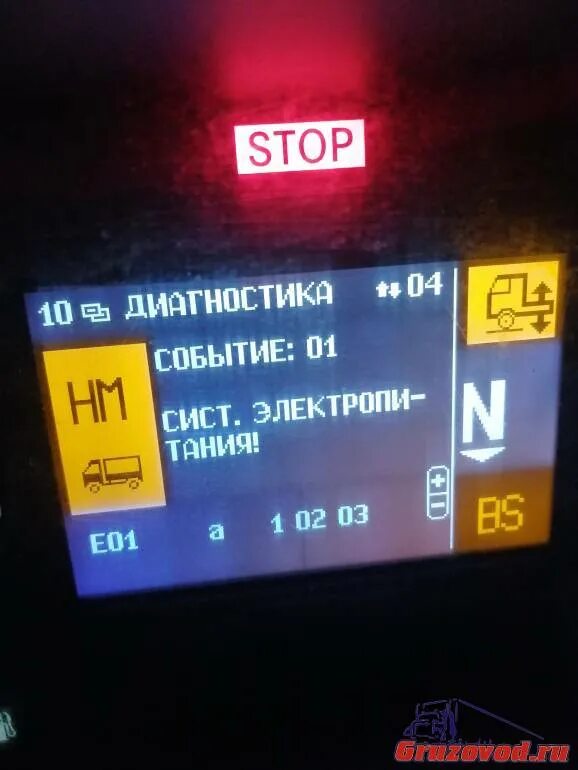 STOP
10 ДИАГНОСТИКА 04
СОБЫТИЕ: 01
НМ
СИСТ. ЭЛЕКТРОПИ-
ТАНИЯ!
N
E01 a 1 02 03
+
-
BS
Gruzovod.ru